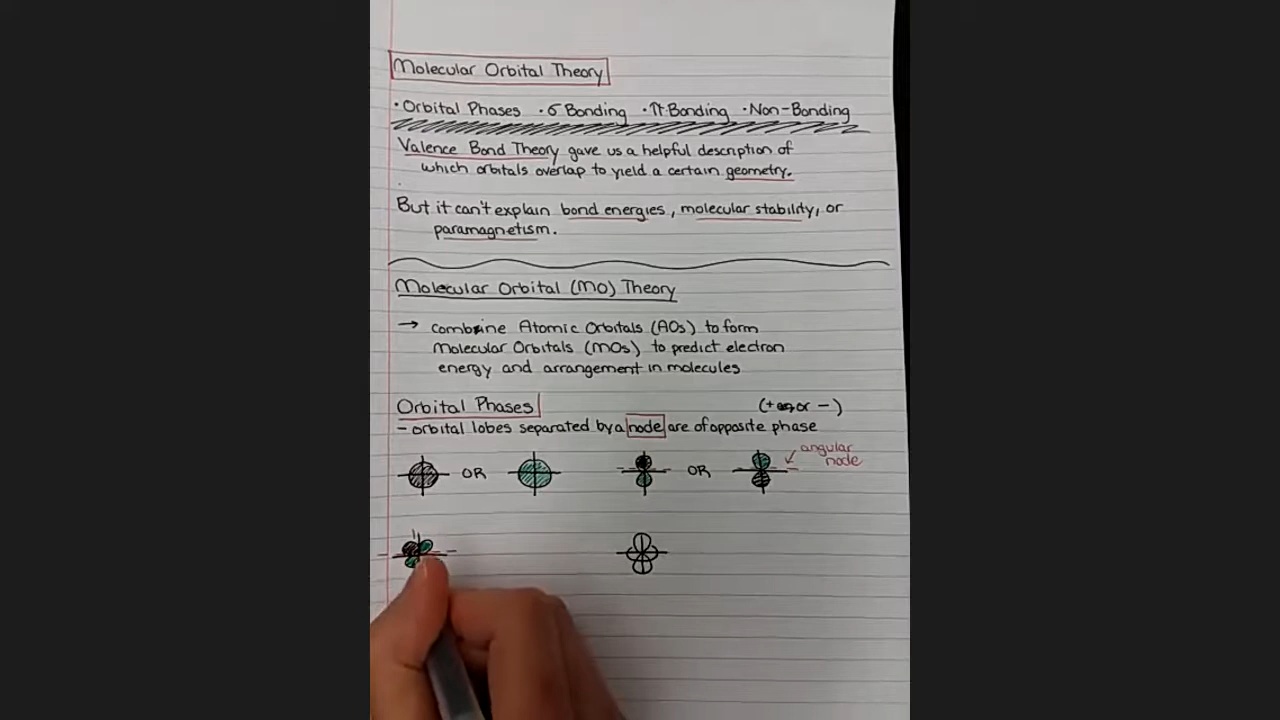 Molecular Orbital Theory
• Orbital Phases • σ Bonding • π Bonding • Non-Bonding
Valence Bond Theory gave us a helpful description of
which orbitals overlap to yield a certain geometry.
But it can't explain bond energies, molecular stability, or
paramagnetism.
Molecular Orbital (MO) Theory
→ combine Atomic Orbitals (AOs) to form
Molecular Orbitals (MOs) to predict electron
energy and arrangement in molecules
Orbital Phases
(+ or −)
- orbital lobes separated by a node are of opposite phase
OR
OR
angular
node